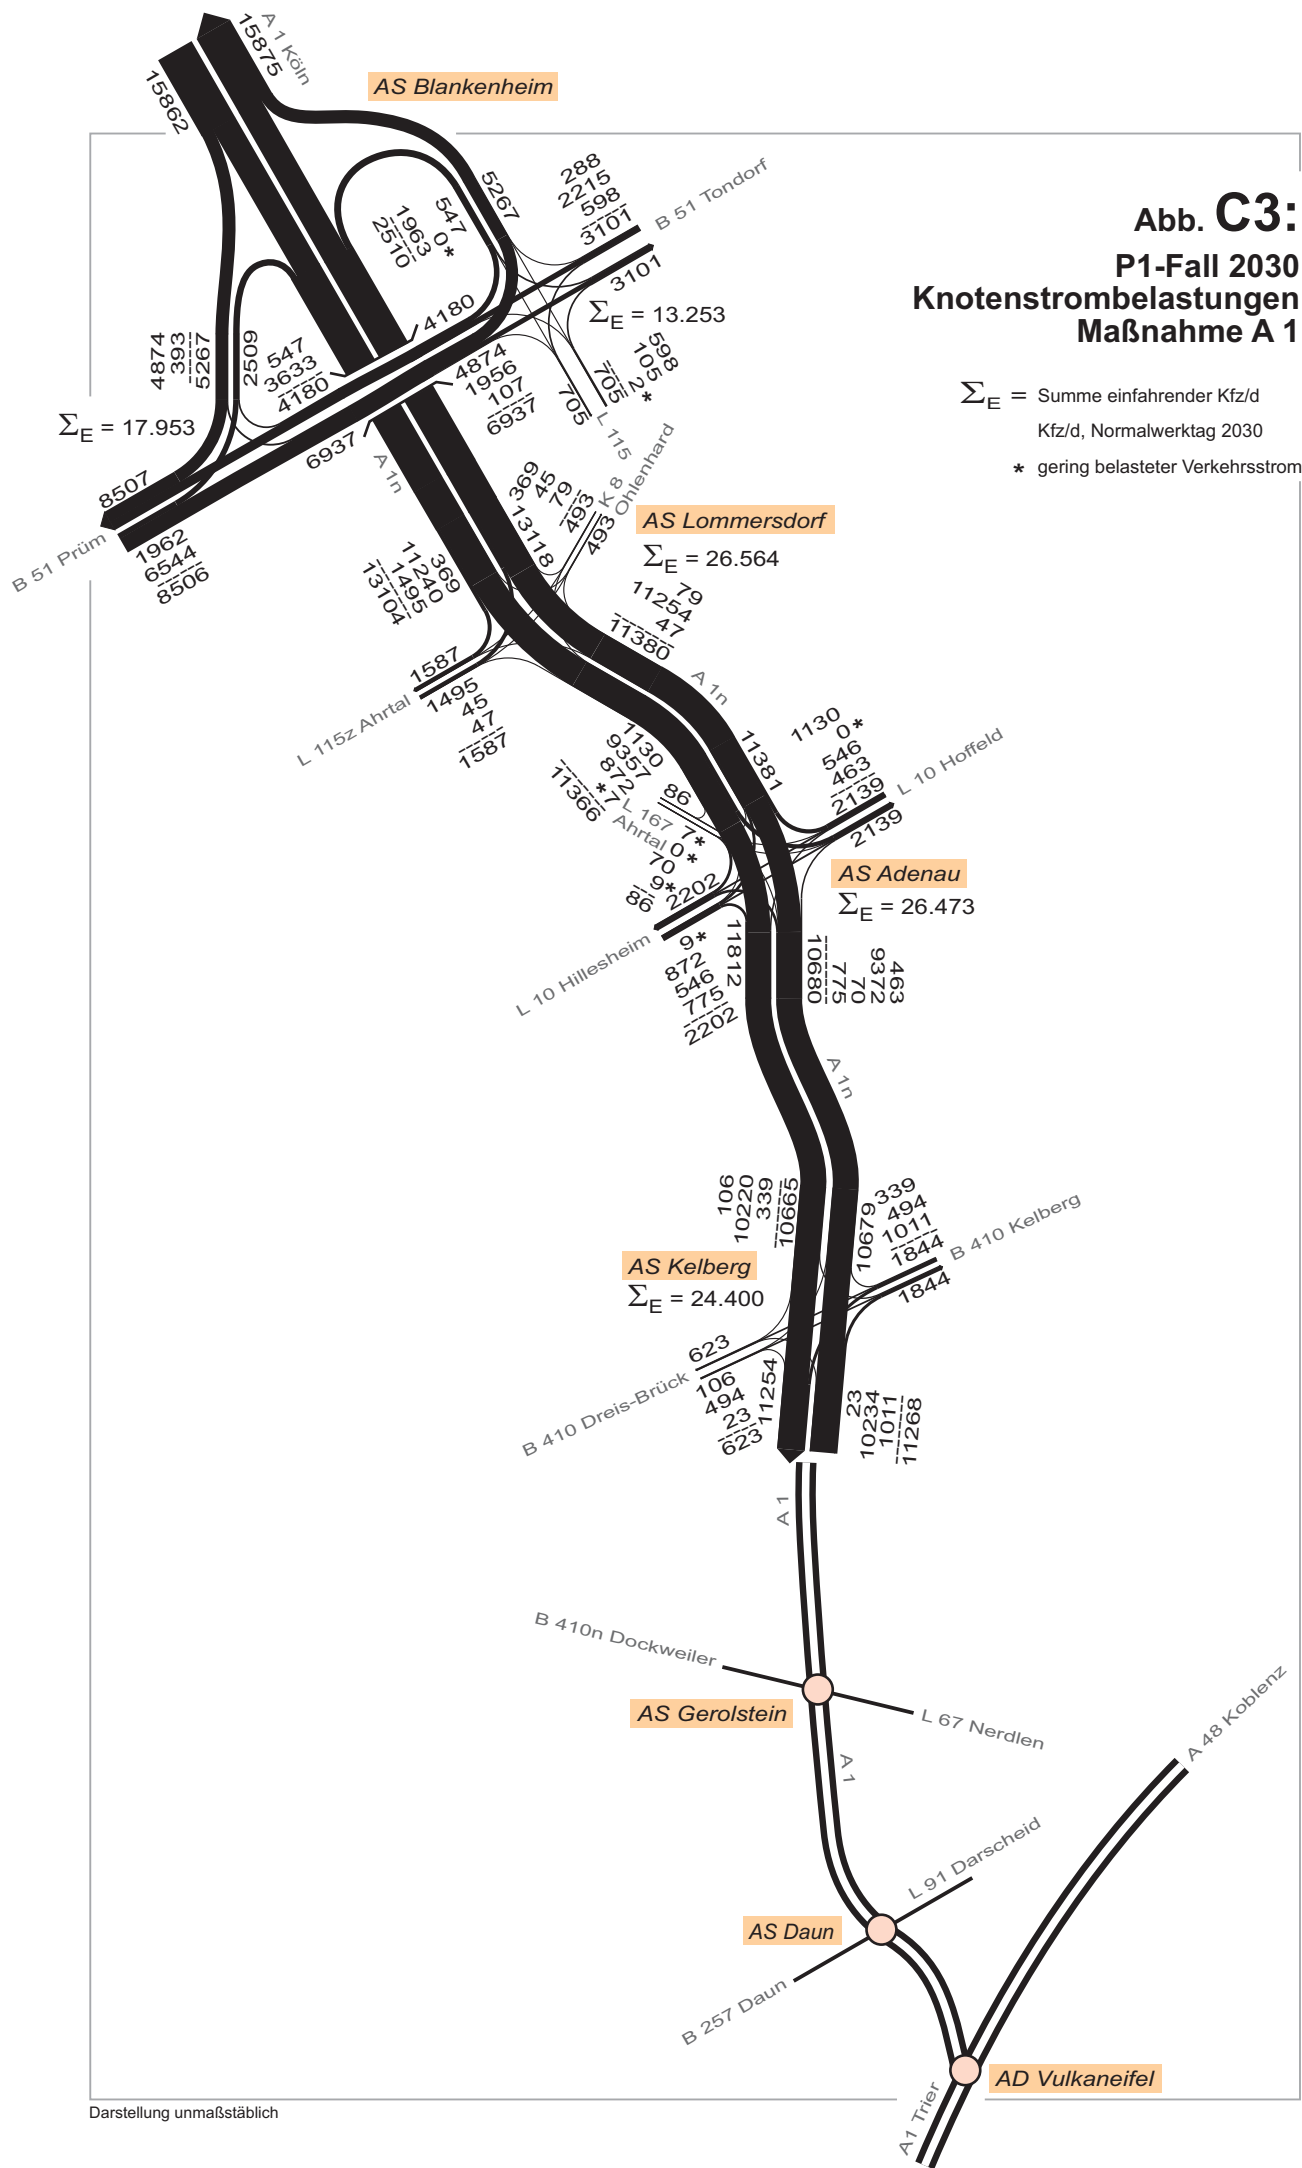 A 1 Köln
15875
15862
AS Blankenheim
5267
288
2215
598
3101
B 51 Tondorf
3101
Abb. C3:
P1-Fall 2030
Knotenstrombelastungen
Maßnahme A 1
ΣE = Summe einfahrender Kfz/d
Kfz/d, Normalwerktag 2030
* gering belasteter Verkehrsstrom
547
0*
1963
2510
4180
ΣE = 13.253
4874
393
5267
2509
547
3633
4180
4874
1956
107
6937
598
105
2*
705
705
L 115
ΣE = 17.953
6937
8507
B 51 Prüm
1962
6544
8506
A 1n
369
45
79
493
K 8
Ohlenhard
493
13118
AS Lommersdorf
ΣE = 26.564
369
11240
1495
13104
79
11254
47
11380
1587
L 115z Ahrtal
1495
45
47
1587
A 1n
1130
9357
872
*7
11366
11381
1130
0*
546
463
2139
L 10 Hoffeld
2139
86
L 167
Ahrtal
7*
0*
70
9*
86
2202
AS Adenau
ΣE = 26.473
L 10 Hillesheim
9*
872
546
775
2202
11812
10680
775
70
9372
463
A 1n
106
10220
339
10665
10679
339
494
1011
1844
B 410 Kelberg
1844
AS Kelberg
ΣE = 24.400
623
B 410 Dreis-Brück
106
494
23
623
11254
23
10234
1011
11268
A 1
B 410n Dockweiler
AS Gerolstein
L 67 Nerdlen
A 1
A 48 Koblenz
L 91 Darscheid
AS Daun
B 257 Daun
AD Vulkaneifel
A1 Trier
Darstellung unmaßstäblich